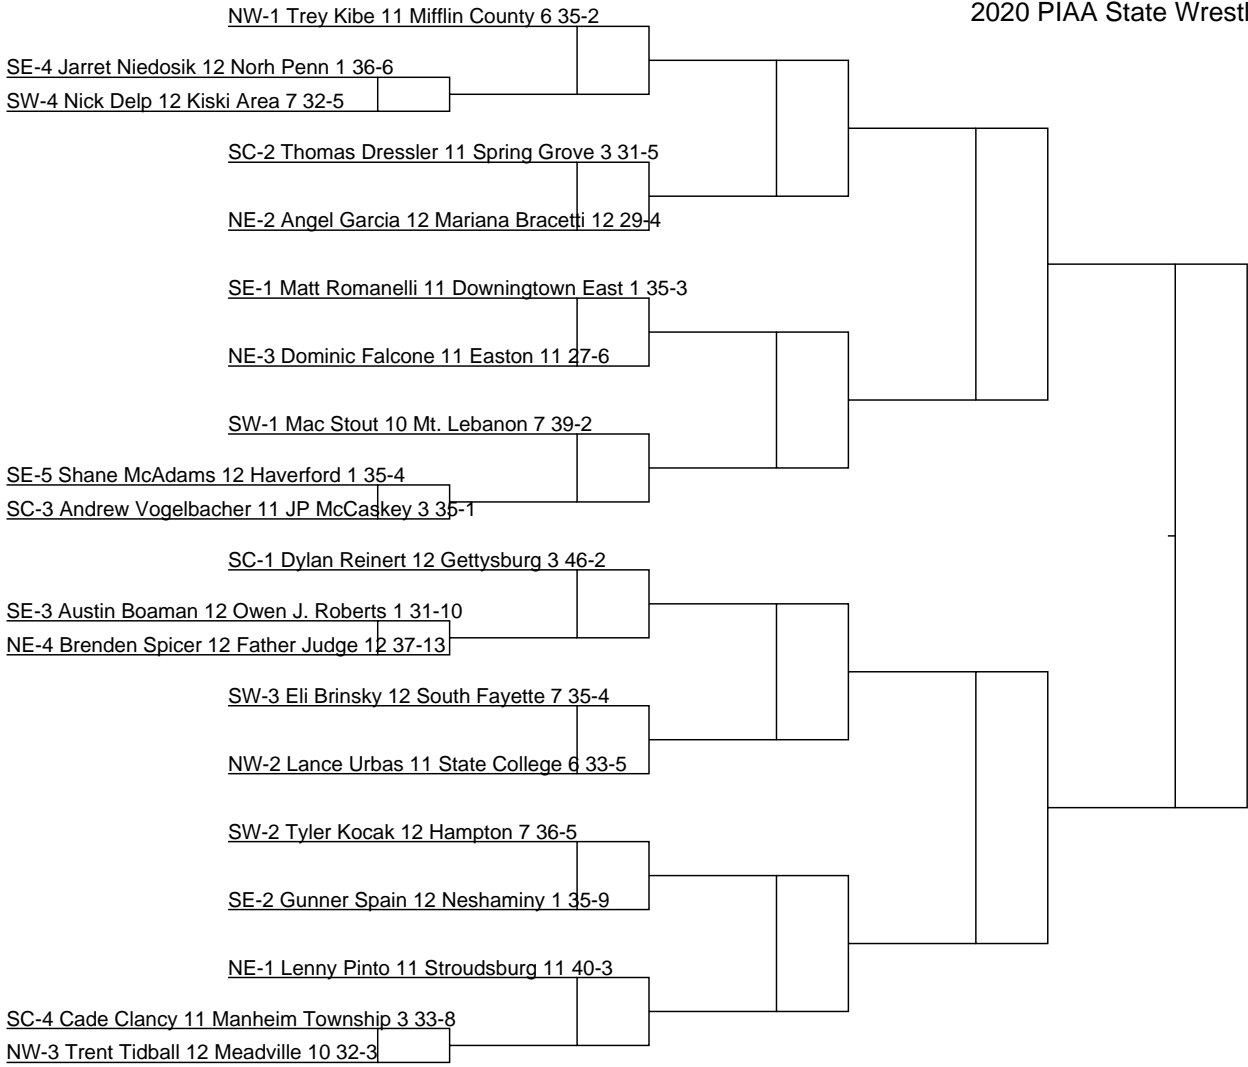 2020 PIAA State Wrestl
NW-1 Trey Kibe 11 Mifflin County 6 35-2
SE-4 Jarret Niedosik 12 Norh Penn 1 36-6
SW-4 Nick Delp 12 Kiski Area 7 32-5
SC-2 Thomas Dressler 11 Spring Grove 3 31-5
NE-2 Angel Garcia 12 Mariana Bracetti 12 29-4
SE-1 Matt Romanelli 11 Downingtown East 1 35-3
NE-3 Dominic Falcone 11 Easton 11 27-6
SW-1 Mac Stout 10 Mt. Lebanon 7 39-2
SE-5 Shane McAdams 12 Haverford 1 35-4
SC-3 Andrew Vogelbacher 11 JP McCaskey 3 35-1
SC-1 Dylan Reinert 12 Gettysburg 3 46-2
SE-3 Austin Boaman 12 Owen J. Roberts 1 31-10
NE-4 Brenden Spicer 12 Father Judge 12 37-13
SW-3 Eli Brinsky 12 South Fayette 7 35-4
NW-2 Lance Urbas 11 State College 6 33-5
SW-2 Tyler Kocak 12 Hampton 7 36-5
SE-2 Gunner Spain 12 Neshaminy 1 35-9
NE-1 Lenny Pinto 11 Stroudsburg 11 40-3
SC-4 Cade Clancy 11 Manheim Township 3 33-8
NW-3 Trent Tidball 12 Meadville 10 32-3